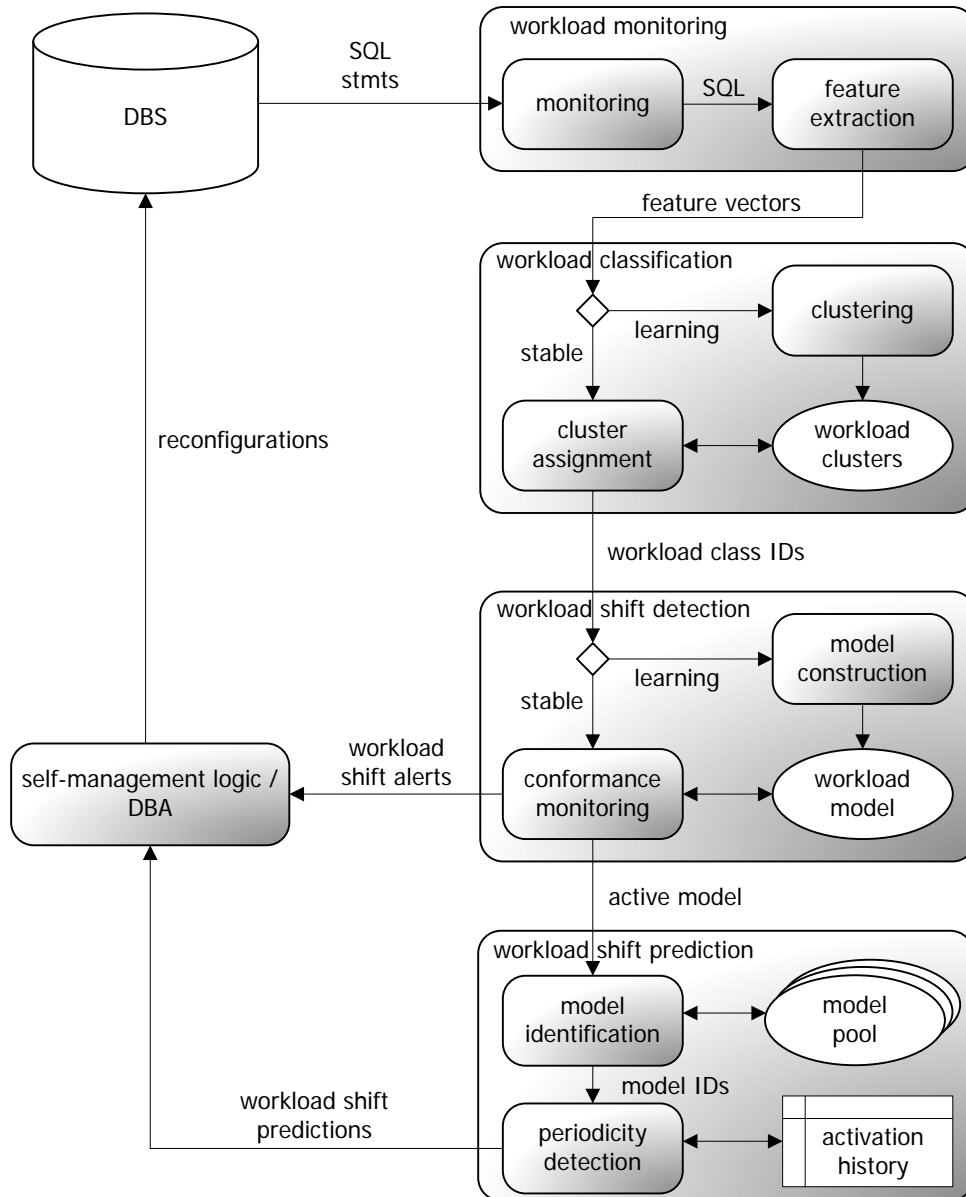 workload monitoring
SQL
stmts
DBS
monitoring
SQL
feature
extraction
feature vectors
workload classification
clustering
learning
stable
cluster
assignment
workload
clusters
reconfigurations
workload class IDs
workload shift detection
model
construction
learning
stable
workload
shift alerts
self-management logic /
DBA
conformance
monitoring
workload
model
active model
workload shift prediction
model
identification
model
pool
model IDs
workload shift
predictions
periodicity
detection
activation
history